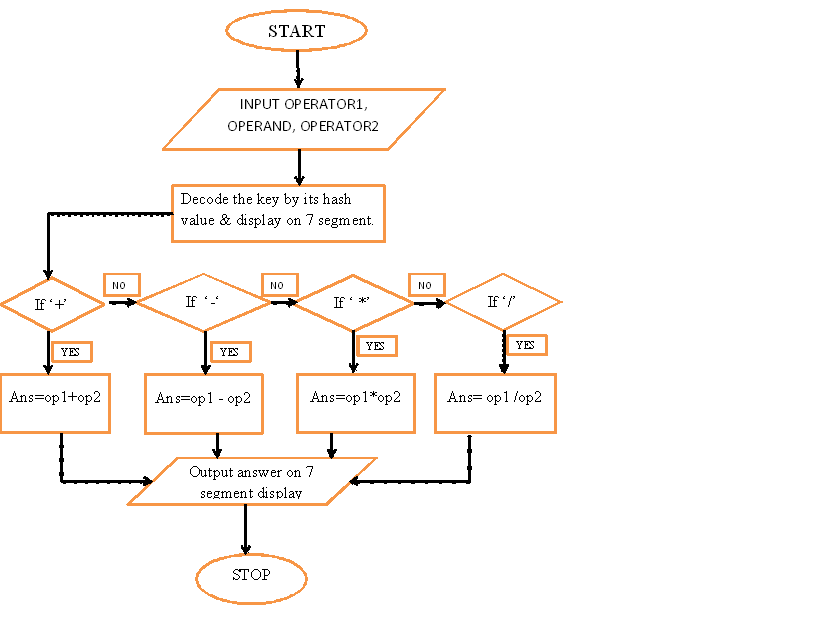 START
INPUT OPERATOR1,
OPERAND, OPERATOR2
Decode the key by its hash
value & display on 7 segment.
If ‘+’
NO
If ‘-‘
NO
If ‘ *’
NO
If ‘/’
YES
YES
YES
YES
Ans=op1+op2
Ans=op1 - op2
Ans=op1*op2
Ans= op1 /op2
Output answer on 7
segment display
STOP